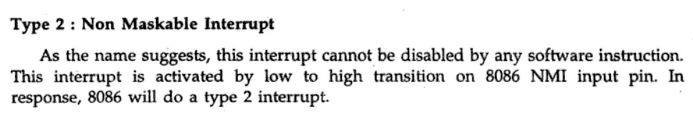 Type 2 : Non Maskable Interrupt
As the name suggests, this interrupt cannot be disabled by any software instruction.
This interrupt is activated by low to high transition on 8086 NMI input pin. In
response, 8086 will do a type 2 interrupt.